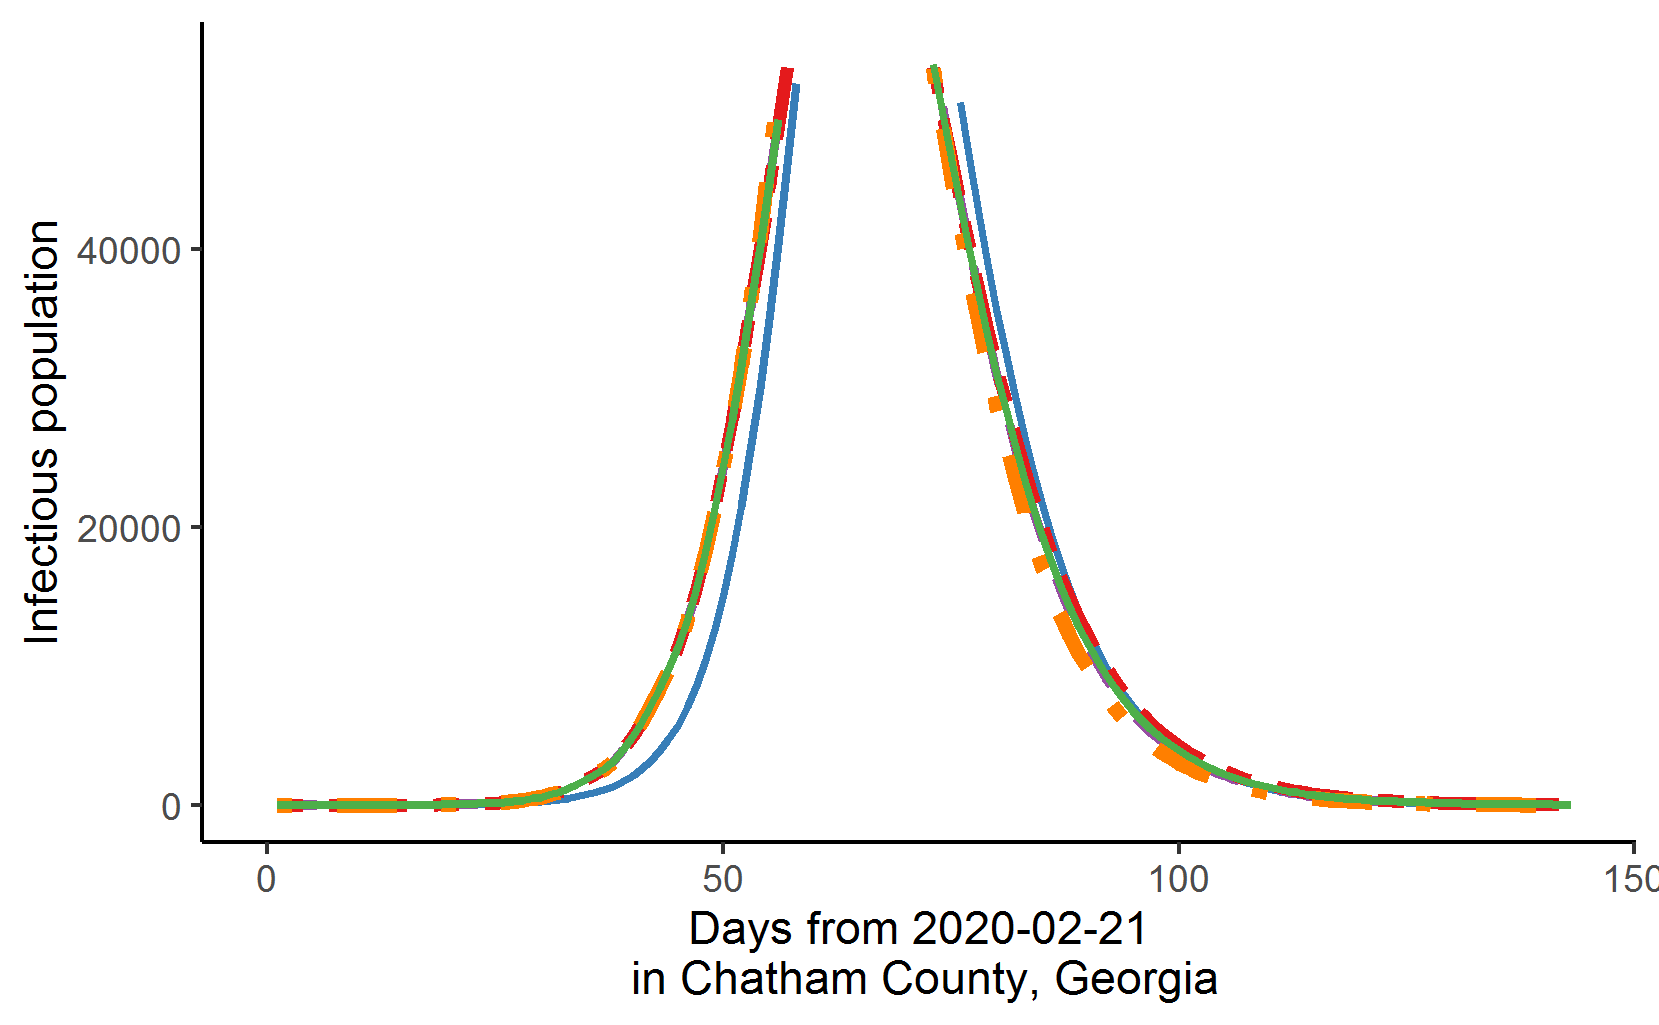 Infectious population
40000
20000
0
0 50 100 150
Days from 2020-02-21
in Chatham County, Georgia